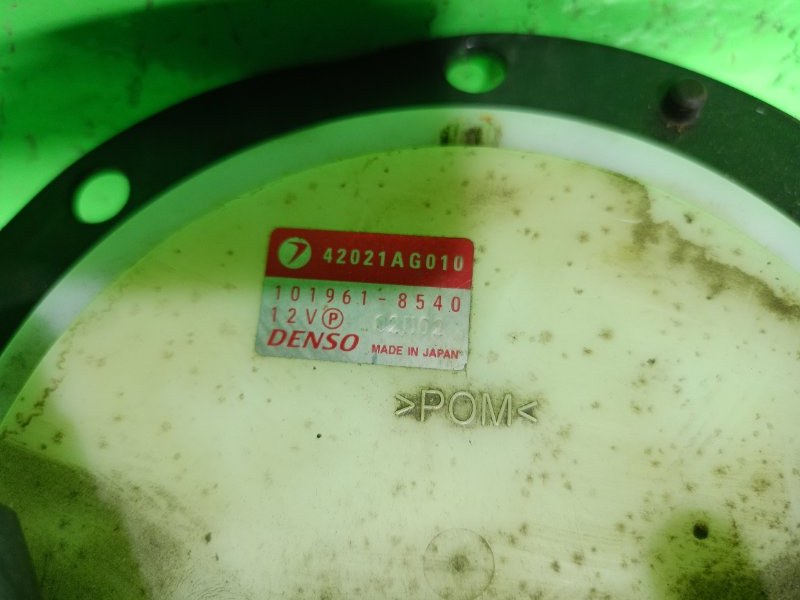 42021AG010
101961-8540
12V Ⓟ
DENSO MADE IN JAPAN
>POM<